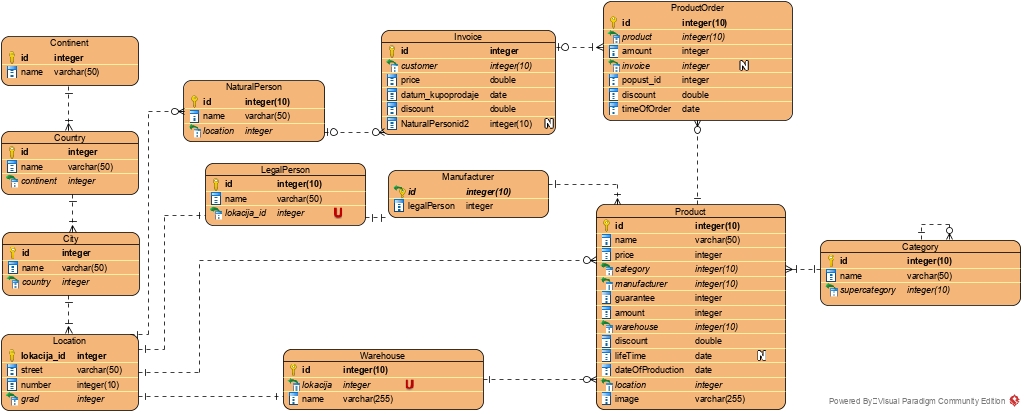 Continent
id integer
name varchar(50)
Country
id integer
name varchar(50)
continent integer
City
id integer
name varchar(50)
country integer
Location
lokacija_id integer
street varchar(50)
number integer(10)
grad integer
NaturalPerson
id integer(10)
name varchar(50)
location integer
LegalPerson
id integer(10)
name varchar(50)
lokacija_id integer U
Warehouse
id integer(10)
lokacija integer U
name varchar(255)
Invoice
id integer
customer integer(10)
price double
datum_kupoprodaje date
discount double
NaturalPersonid2 integer(10) N
Manufacturer
id integer(10)
legalPerson integer
ProductOrder
id integer(10)
product integer(10)
amount integer
invoice integer N
popust_id integer
discount double
timeOfOrder date
Product
id integer(10)
name varchar(50)
price integer
category integer(10)
manufacturer integer(10)
guarantee integer
amount integer
warehouse integer(10)
discount double
lifeTime date N
dateOfProduction date
location integer
image varchar(255)
Category
id integer(10)
name varchar(50)
supercategory integer(10)
Powered By Visual Paradigm Community Edition